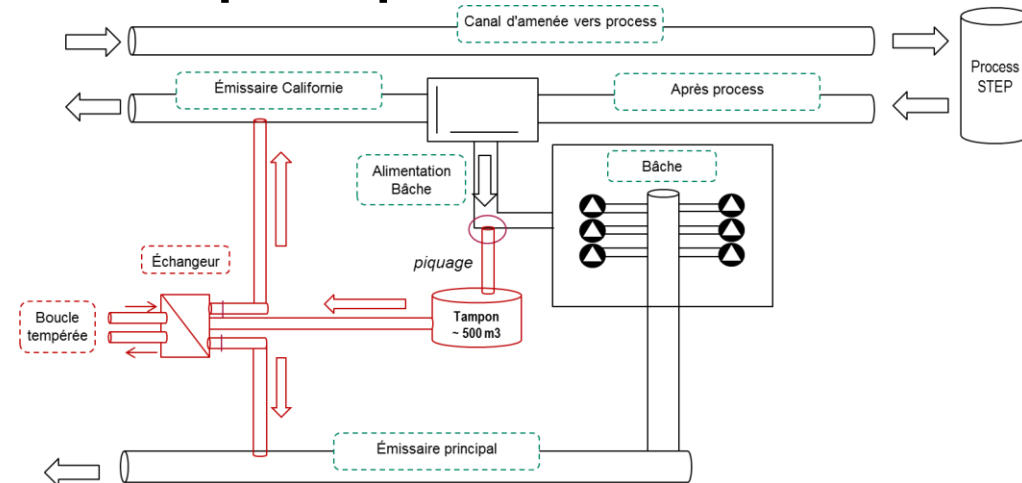 Canal d'amenée vers process
Process
STEP
Émissaire Californie
Après process
Alimentation
Bâche
Bâche
piquage
Échangeur
Boucle
tempérée
Tampon
~ 500 m3
Émissaire principal